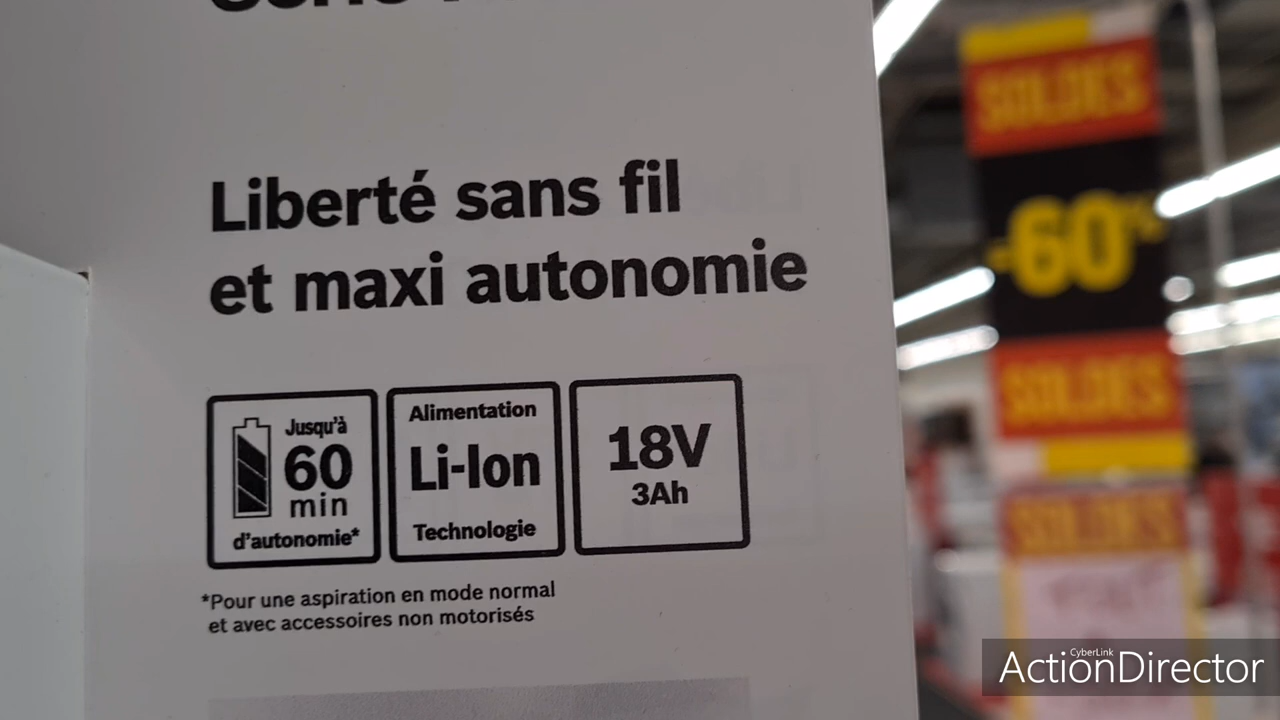 Liberté sans fil
et maxi autonomie
Jusqu'à
60
min
d'autonomie*
Alimentation
Li-Ion
Technologie
18V
3Ah
*Pour une aspiration en mode normal
et avec accessoires non motorisés
SOLDES
-60%
SOLDES
SOLDES
CyberLink
ActionDirector